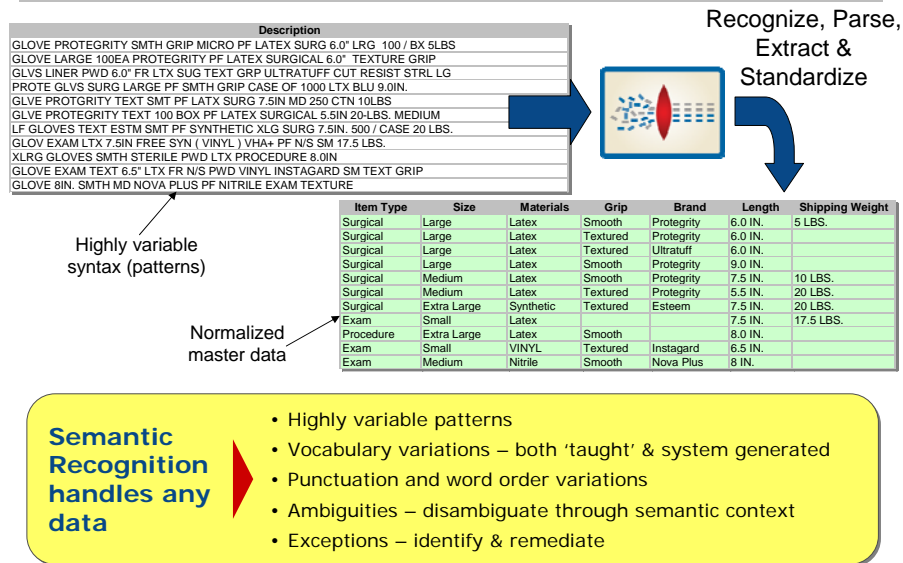 Recognize, Parse,
Extract &
Standardize
Description
GLOVE PROTEGRITY SMTH GRIP MICRO PF LATEX SURG 6.0" LRG 100 / BX 5LBS
GLOVE LARGE 100EA PROTEGRITY PF LATEX SURGICAL 6.0" TEXTURE GRIP
GLVS LINER PWD 6.0" FR LTX SUG TEXT GRP ULTRATUFF CUT RESIST STRL LG
PROTE GLVS SURG LARGE PF SMTH GRIP CASE OF 1000 LTX BLU 9.0IN.
GLVE PROTGRITY TEXT SMT PF LATX SURG 7.5IN MD 250 CTN 10LBS
GLVE PROTEGRITY TEXT 100 BOX PF LATEX SURGICAL 5.5IN 20-LBS. MEDIUM
LF GLOVES TEXT ESTM SMT PF SYNTHETIC XLG SURG 7.5IN. 500 / CASE 20 LBS.
GLOV EXAM LTX 7.5IN FREE SYN ( VINYL ) VHA+ PF N/S SM 17.5 LBS.
XLRG GLOVES SMTH STERILE PWD LTX PROCEDURE 8.0IN
GLOVE EXAM TEXT 6.5" LTX FR N/S PWD VINYL INSTAGARD SM TEXT GRIP
GLOVE 8IN. SMTH MD NOVA PLUS PF NITRILE EXAM TEXTURE
Highly variable
syntax (patterns)
Item Type Size Materials Grip Brand Length Shipping Weight
Surgical Large Latex Smooth Protegrity 6.0 IN. 5 LBS.
Surgical Large Latex Textured Protegrity 6.0 IN.
Surgical Large Latex Textured Ultratuff 6.0 IN.
Surgical Large Latex Smooth Protegrity 9.0 IN.
Surgical Medium Latex Smooth Protegrity 7.5 IN. 10 LBS.
Surgical Medium Latex Textured Protegrity 5.5 IN. 20 LBS.
Surgical Extra Large Synthetic Textured Esteem 7.5 IN. 20 LBS.
Exam Small Latex 7.5 IN. 17.5 LBS.
Procedure Extra Large Latex Smooth 8.0 IN.
Exam Small VINYL Textured Instagard 6.5 IN.
Exam Medium Nitrile Smooth Nova Plus 8 IN.
Normalized
master data
Semantic
Recognition
handles any
data
• Highly variable patterns
• Vocabulary variations – both ‘taught’ & system generated
• Punctuation and word order variations
• Ambiguities – disambiguate through semantic context
• Exceptions – identify & remediate